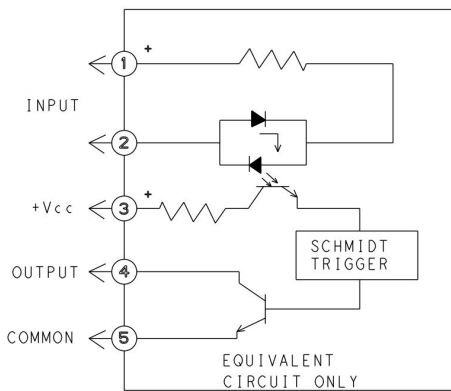 1 +
INPUT
2
+Vcc 3 +
SCHMIDT
TRIGGER
OUTPUT 4
COMMON 5
EQUIVALENT
CIRCUIT ONLY